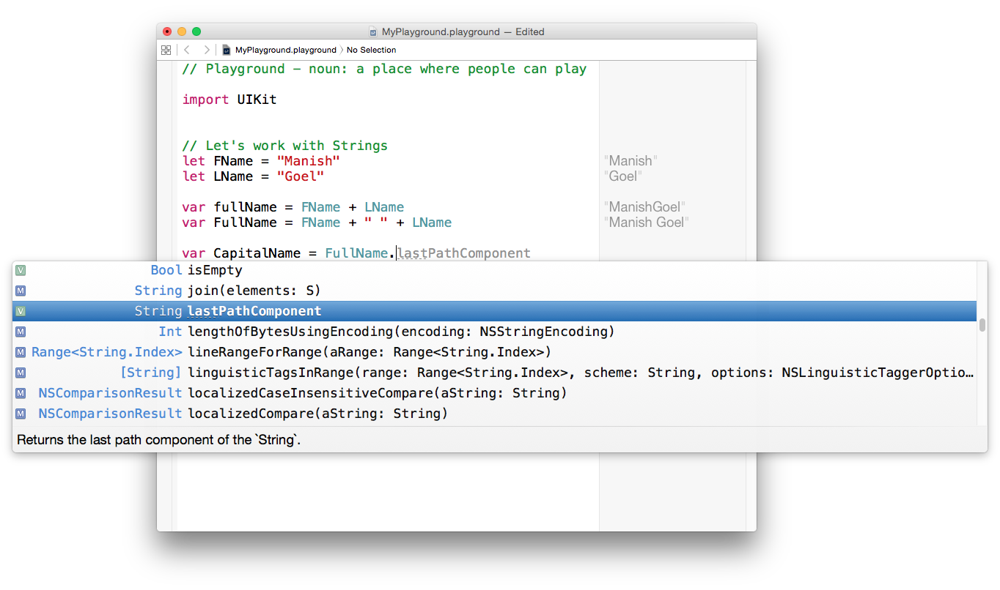 MyPlayground.playground — Edited
MyPlayground.playground 〉 No Selection
// Playground - noun: a place where people can play
import UIKit
// Let's work with Strings
let FName = "Manish" "Manish"
let LName = "Goel" "Goel"
var fullName = FName + LName "ManishGoel"
var FullName = FName + " " + LName "Manish Goel"
var CapitalName = FullName.lastPathComponent
V Bool isEmpty
M String join(elements: S)
V String lastPathComponent
M Int lengthOfBytesUsingEncoding(encoding: NSStringEncoding)
M Range<String.Index> lineRangeForRange(aRange: Range<String.Index>)
M [String] linguisticTagsInRange(range: Range<String.Index>, scheme: String, options: NSLinguisticTaggerOptio…
M NSComparisonResult localizedCaseInsensitiveCompare(aString: String)
M NSComparisonResult localizedCompare(aString: String)
Returns the last path component of the `String`.